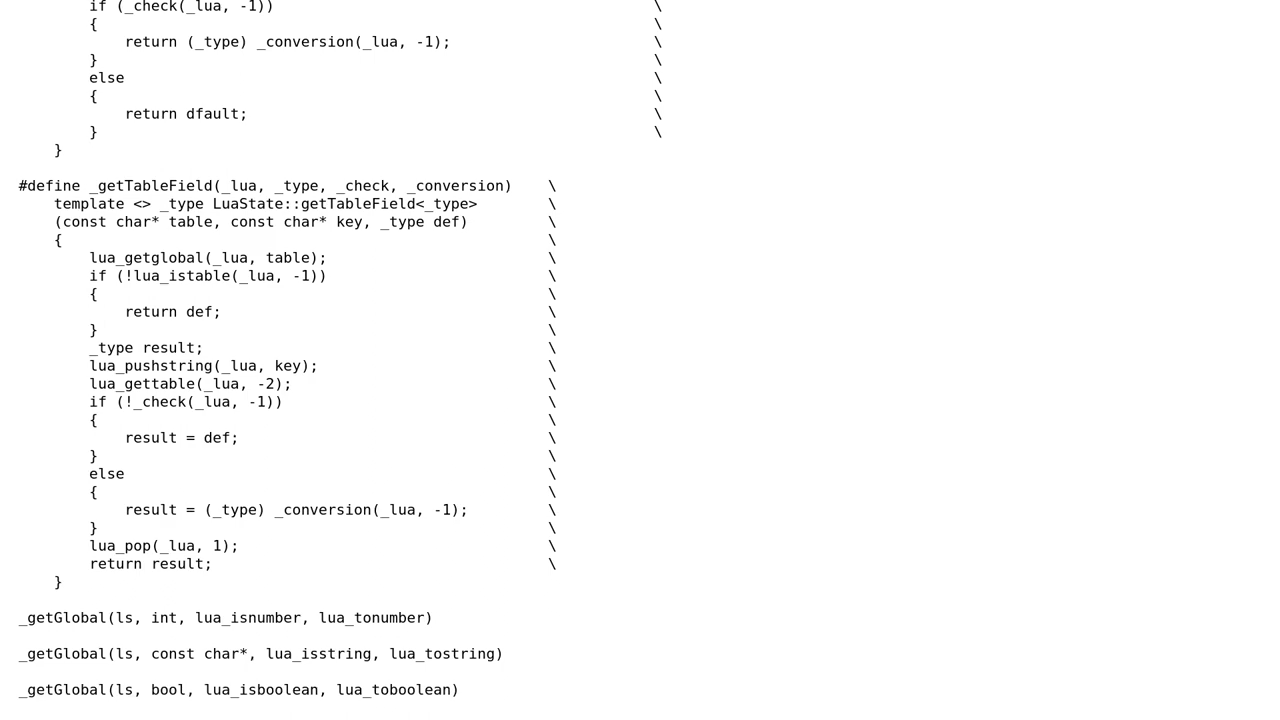 if (_check(_lua, -1))                                           \
        {                                                               \
            return (_type) _conversion(_lua, -1);                       \
        }                                                               \
        else                                                            \
        {                                                               \
            return dfault;                                              \
        }                                                               \
    }

#define _getTableField(_lua, _type, _check, _conversion)    \
    template <> _type LuaState::getTableField<_type>        \
    (const char* table, const char* key, _type def)         \
    {                                                       \
        lua_getglobal(_lua, table);                         \
        if (!lua_istable(_lua, -1))                         \
        {                                                   \
            return def;                                     \
        }                                                   \
        _type result;                                       \
        lua_pushstring(_lua, key);                          \
        lua_gettable(_lua, -2);                             \
        if (!_check(_lua, -1))                              \
        {                                                   \
            result = def;                                   \
        }                                                   \
        else                                                \
        {                                                   \
            result = (_type) _conversion(_lua, -1);         \
        }                                                   \
        lua_pop(_lua, 1);                                   \
        return result;                                      \
    }

_getGlobal(ls, int, lua_isnumber, lua_tonumber)

_getGlobal(ls, const char*, lua_isstring, lua_tostring)

_getGlobal(ls, bool, lua_isboolean, lua_toboolean)